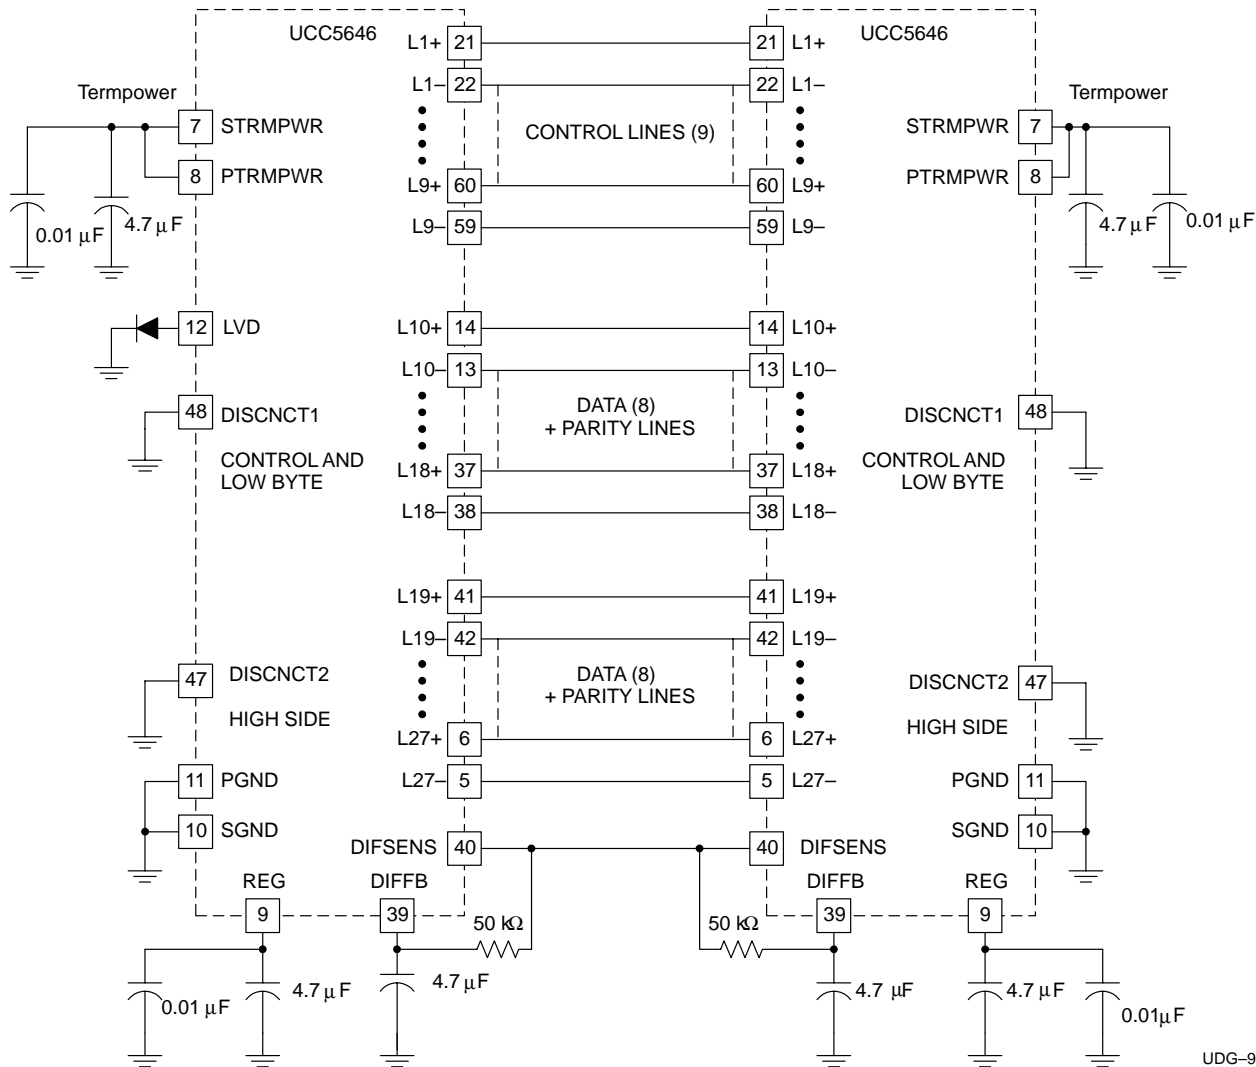 UCC5646
L1+ 21
21 L1+
UCC5646
L1– 22
22 L1–
Termpower
Termpower
7 STRMPWR
CONTROL LINES (9)
STRMPWR 7
8 PTRMPWR
L9+ 60
60 L9+
PTRMPWR 8
0.01 µF
4.7 µF
L9– 59
59 L9–
4.7 µF
0.01 µF
12 LVD
L10+ 14
14 L10+
L10– 13
13 L10–
48 DISCNCT1
DATA (8)
+ PARITY LINES
DISCNCT1 48
CONTROL AND
LOW BYTE
L18+ 37
37 L18+
CONTROL AND
LOW BYTE
L18– 38
38 L18–
L19+ 41
41 L19+
L19– 42
42 L19–
47 DISCNCT2
DATA (8)
+ PARITY LINES
DISCNCT2 47
HIGH SIDE
HIGH SIDE
L27+ 6
6 L27+
11 PGND
L27– 5
5 L27–
PGND 11
10 SGND
SGND 10
DIFSENS 40
40 DIFSENS
REG
DIFFB
DIFFB
REG
9
39
50 kΩ
50 kΩ
39
9
0.01 µF
4.7 µF
4.7 µF
4.7 µF
4.7 µF
0.01µF
UDG–9